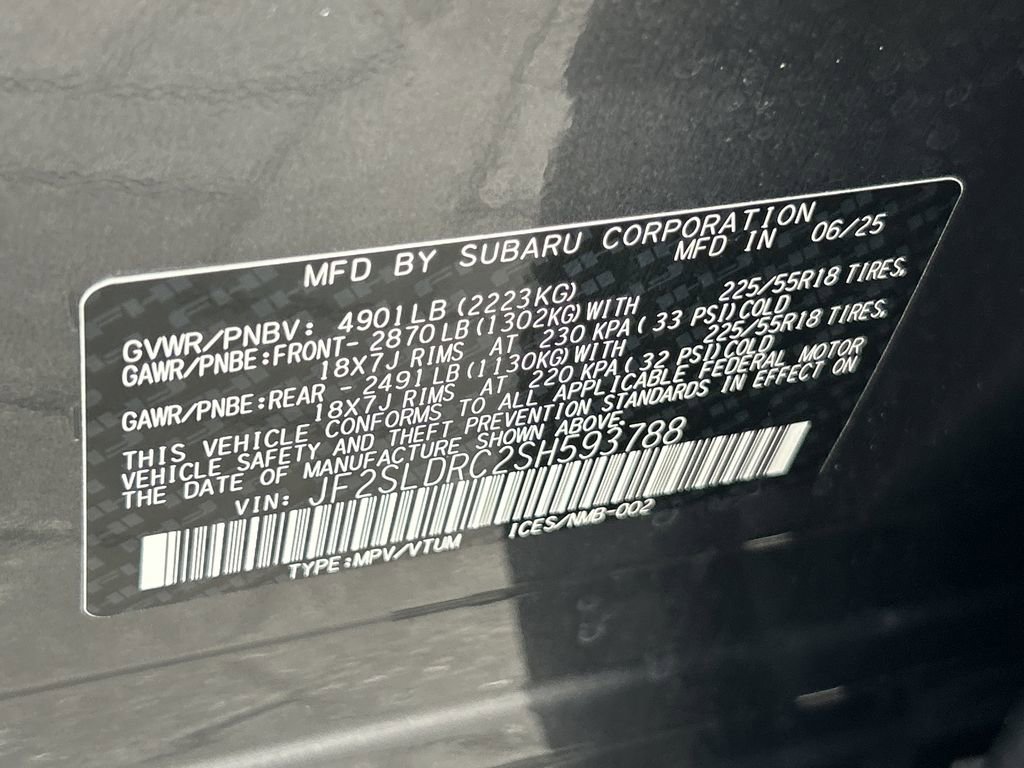 MFD BY SUBARU CORPORATION
MFD IN 06/25
GVWR/PNBV: 4901LB(2223KG)
GAWR/PNBE:FRONT- 2870LB(1302KG)WITH 225/55R18 TIRES,
18X7J RIMS AT 230 KPA( 33 PSI)COLD
GAWR/PNBE:REAR - 2491LB(1130KG)WITH 225/55R18 TIRES,
18X7J RIMS AT 220 KPA( 32 PSI)COLD
THIS VEHICLE CONFORMS TO ALL APPLICABLE FEDERAL MOTOR
VEHICLE SAFETY AND THEFT PREVENTION STANDARDS IN EFFECT ON
THE DATE OF MANUFACTURE SHOWN ABOVE.
VIN: JF2SLDRC2SH593788
TYPE:MPV/VTUM ICES/NMB-002